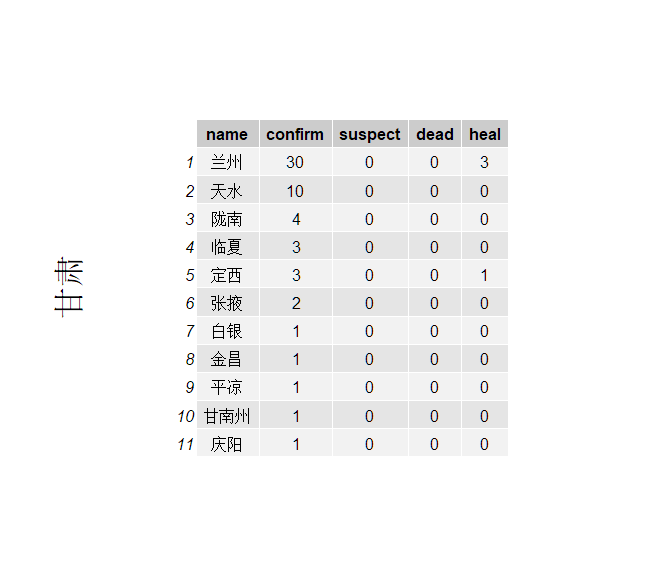 甘肃
name confirm suspect dead heal
1 兰州 30 0 0 3
2 天水 10 0 0 0
3 陇南 4 0 0 0
4 临夏 3 0 0 0
5 定西 3 0 0 1
6 张掖 2 0 0 0
7 白银 1 0 0 0
8 金昌 1 0 0 0
9 平凉 1 0 0 0
10 甘南州 1 0 0 0
11 庆阳 1 0 0 0